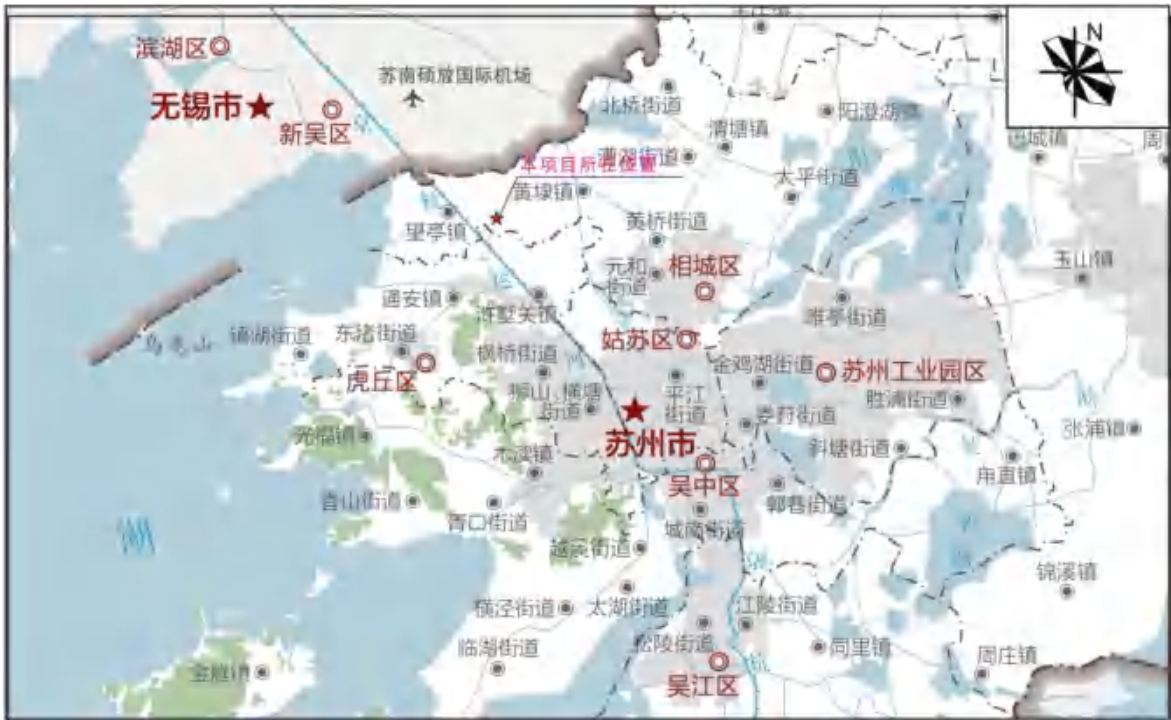 N
滨湖区
苏南硕放国际机场
无锡市
新吴区
北桥街道
渭塘镇
阳澄湖镇
漕湖街道
本项目所在位置
太平街道
黄埭镇
望亭镇
黄桥街道
玉山镇
相城区
元和
街道
通安镇
浒墅关镇
唯亭街道
镇湖街道
东渚街道
姑苏区
枫桥街道
金鸡湖街道
虎丘区
苏州工业园区
狮山 横塘
街道
平江
街道
胜浦街道
娄葑街道
光福镇
苏州市
张浦镇
木渎镇
斜塘街道
吴中区
甪直镇
香山街道
胥口街道
郭巷街道
城南街道
越溪街道
锦溪镇
横泾街道
太湖街道
江陵街道
临湖街道
松陵街道
同里镇
周庄镇
金庭镇
吴江区